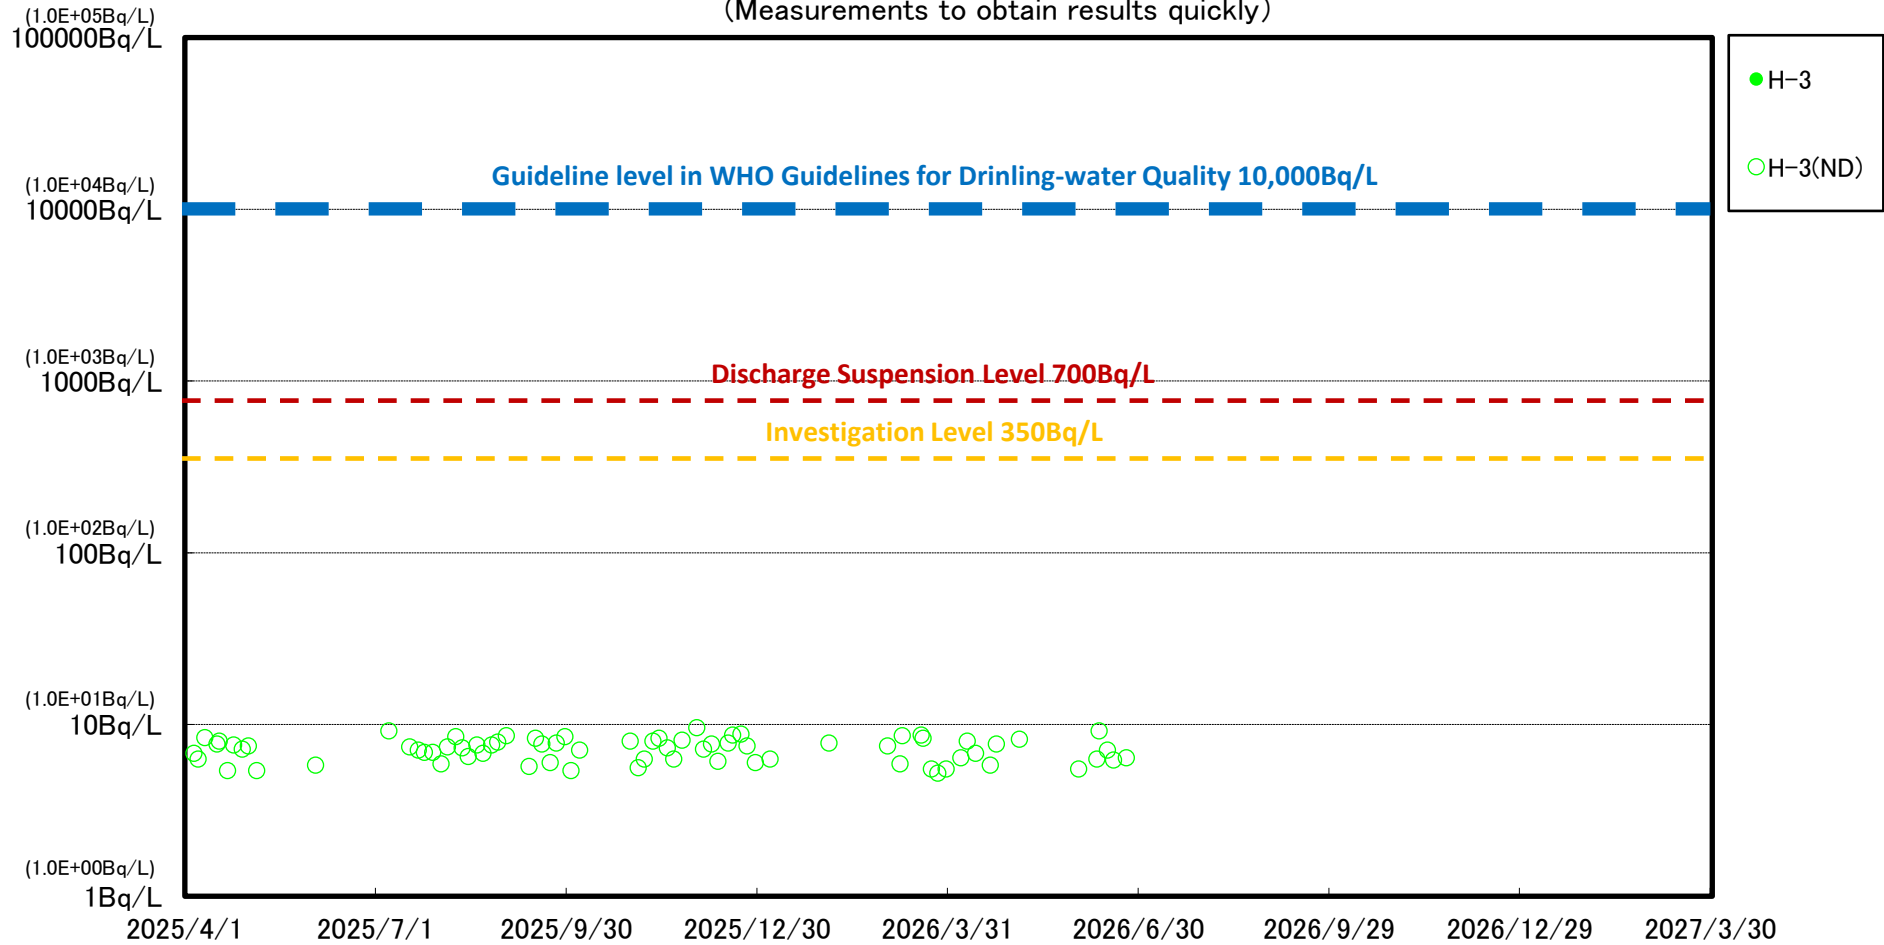 (Measurements to obtain results quickly)
(1.0E+05Bq/L)
100000Bq/L
H-3
H-3(ND)
Guideline level in WHO Guidelines for Drinling-water Quality 10,000Bq/L
(1.0E+04Bq/L)
10000Bq/L
(1.0E+03Bq/L)
1000Bq/L
Discharge Suspension Level 700Bq/L
Investigation Level 350Bq/L
(1.0E+02Bq/L)
100Bq/L
(1.0E+01Bq/L)
10Bq/L
(1.0E+00Bq/L)
1Bq/L
2025/4/1 2025/7/1 2025/9/30 2025/12/30 2026/3/31 2026/6/30 2026/9/29 2026/12/29 2027/3/30